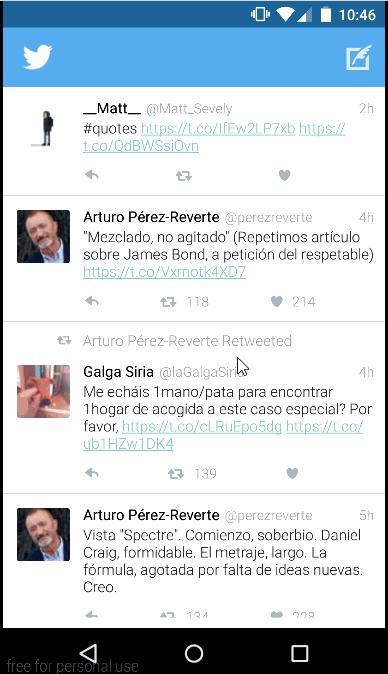 10:46
__Matt__ @Matt_Sevely 2h
#quotes https://t.co/IfEw2LP7xb https://
t.co/QdBWSsiOvn
Arturo Pérez-Reverte @perezreverte 4h
"Mezclado, no agitado" (Repetimos artículo
sobre James Bond, a petición del respetable)
https://t.co/Vxmotk4XD7
118 214
Arturo Pérez-Reverte Retweeted
Galga Siria @laGalgaSiria 4h
Me echáis 1mano/pata para encontrar
1hogar de acogida a este caso especial? Por
favor, https://t.co/cLRuEpo5dg https://t.co/
ub1HZw1DK4
139
Arturo Pérez-Reverte @perezreverte 5h
Vista "Spectre". Comienzo, soberbio. Daniel
Craig, formidable. El metraje, largo. La
fórmula, agotada por falta de ideas nuevas.
Creo.
134 228
free for personal use